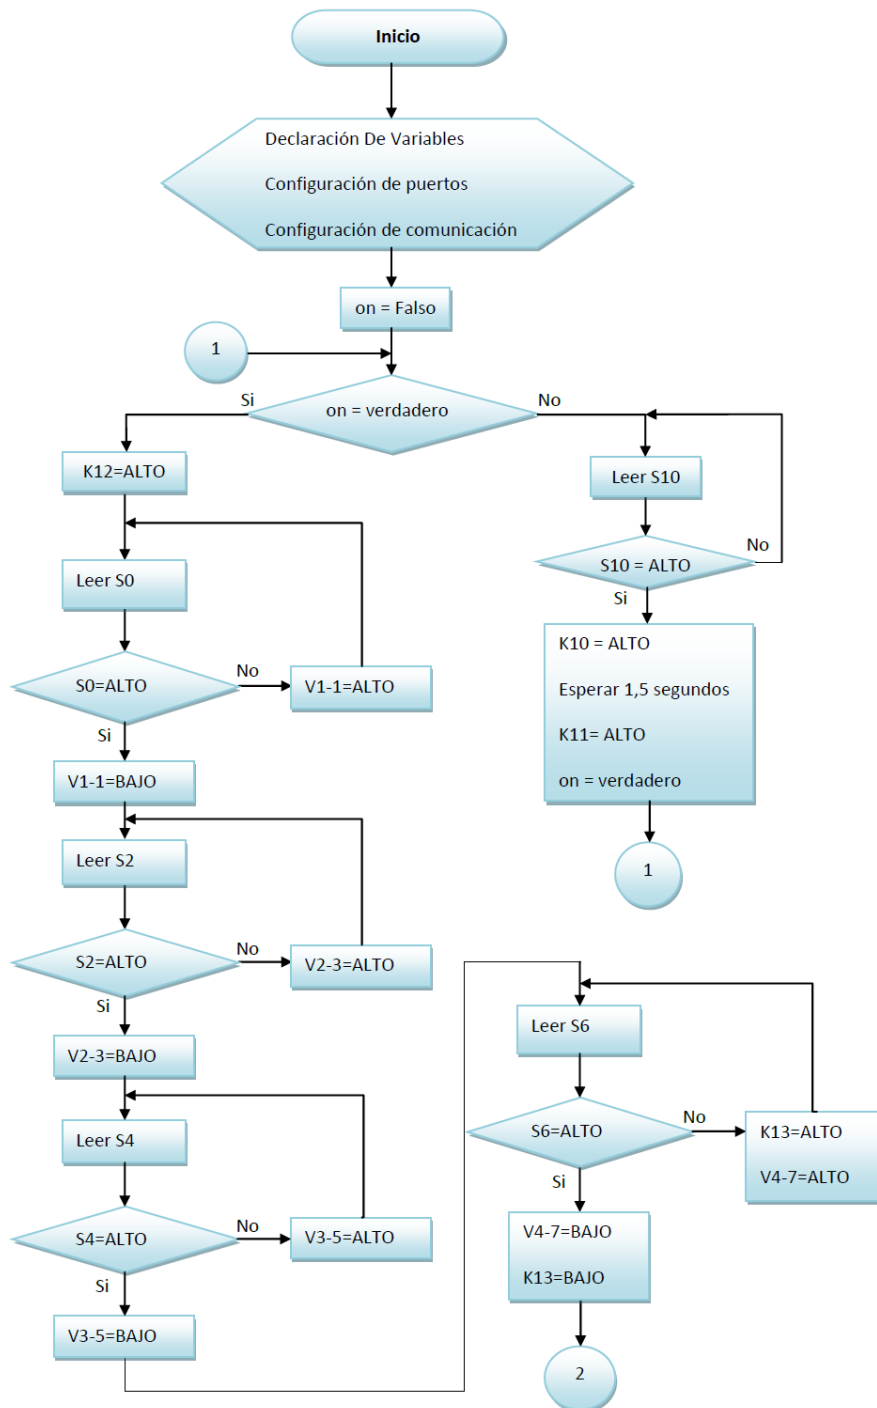 Inicio
Declaración De Variables
Configuración de puertos
Configuración de comunicación
on = Falso
1
on = verdadero
Si
No
K12=ALTO
Leer S0
S0=ALTO
No
V1-1=ALTO
Si
V1-1=BAJO
Leer S2
S2=ALTO
No
V2-3=ALTO
Si
V2-3=BAJO
Leer S4
S4=ALTO
No
V3-5=ALTO
Si
V3-5=BAJO
Leer S10
S10 = ALTO
No
Si
K10 = ALTO
Esperar 1,5 segundos
K11= ALTO
on = verdadero
1
Leer S6
S6=ALTO
No
K13=ALTO
V4-7=ALTO
Si
V4-7=BAJO
K13=BAJO
2